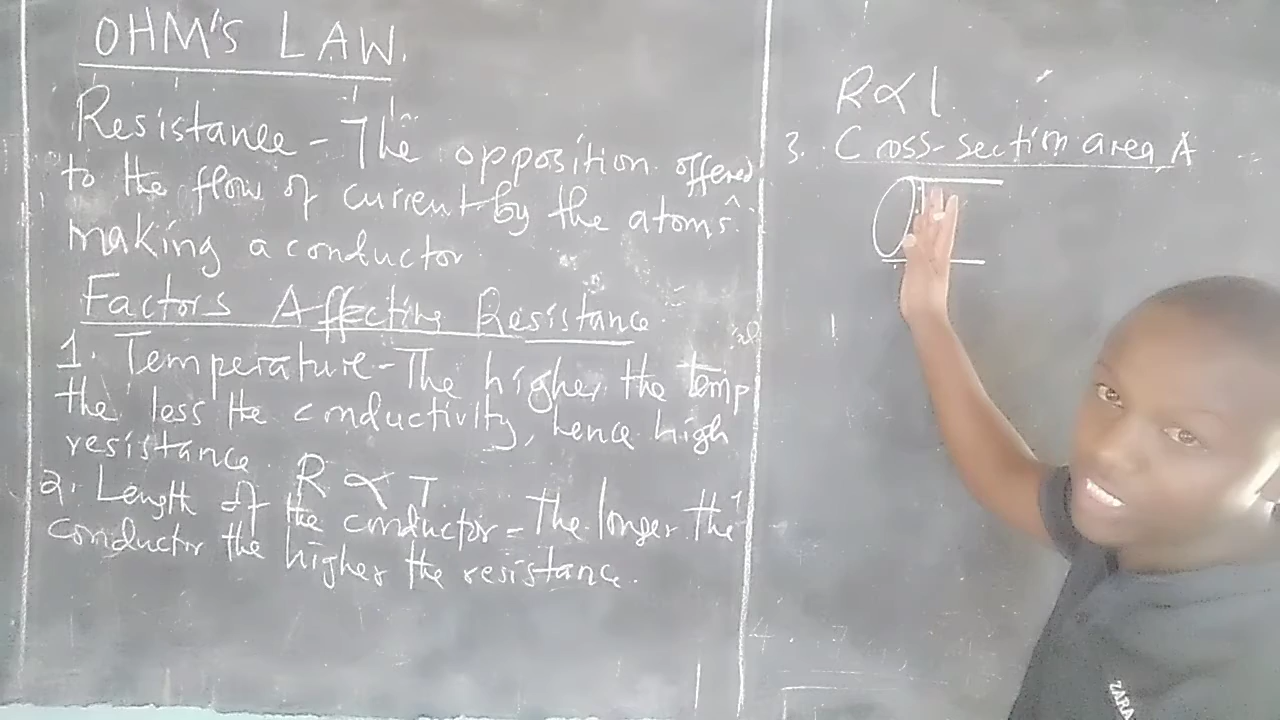 OHM'S LAW.
Resistance - The opposition offered
to the flow of current by the atoms
making a conductor
Factors Affecting Resistance.
1. Temperature - The higher the temp
the less the conductivity, hence high
resistance. R ∝ T
2. Length of the conductor = The longer the
conductor the higher the resistance.
R ∝ l
3. Cross-section area A
ZARA